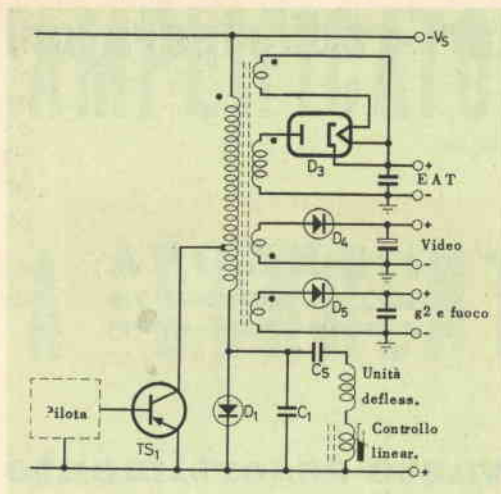 -Vs
D3
+
EAT
-
D4
+
Video
-
D5
+
g2 e fuoco
-
C5
Unità
defless.
Pilota
TS1
D1
C1
Controllo
linear.
+